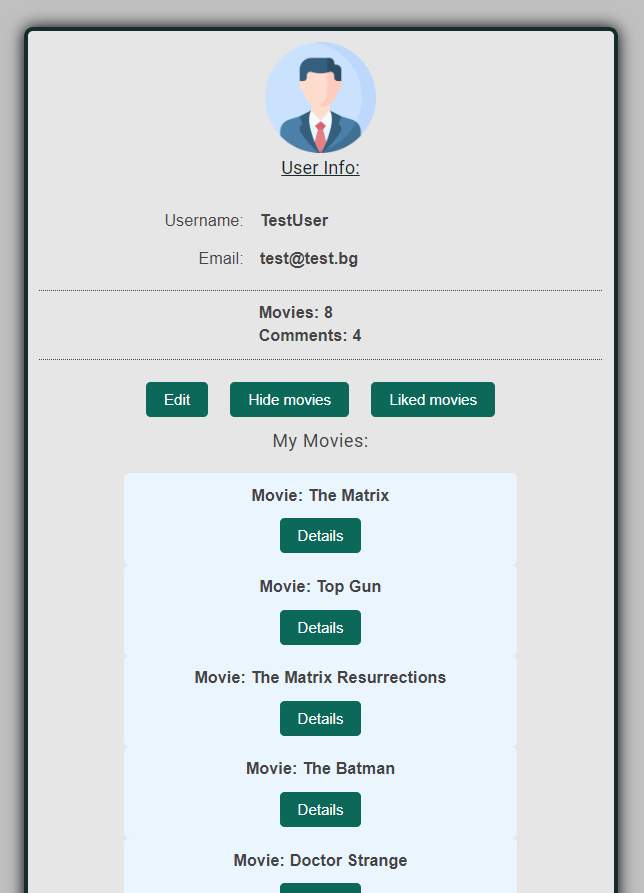 User Info:
Username: TestUser
Email: test@test.bg
Movies: 8
Comments: 4
Edit Hide movies Liked movies
My Movies:
Movie: The Matrix
Details
Movie: Top Gun
Details
Movie: The Matrix Resurrections
Details
Movie: The Batman
Details
Movie: Doctor Strange